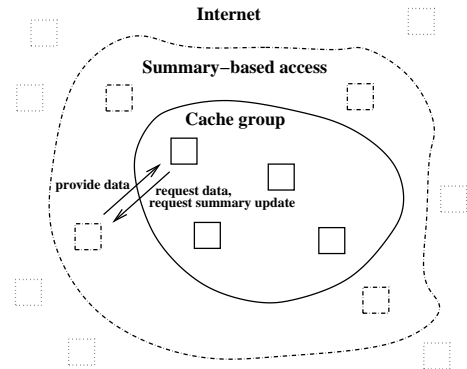 Internet
Summary–based access
Cache group
provide data
request data,
request summary update